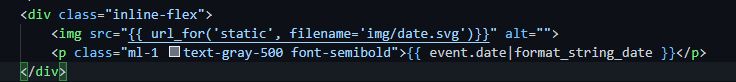 <div class="inline-flex">
<img src="{{ url_for('static', filename='img/date.svg')}}" alt="">
<p class="ml-1 text-gray-500 font-semibold">{{ event.date|format_string_date }}</p>
</div>